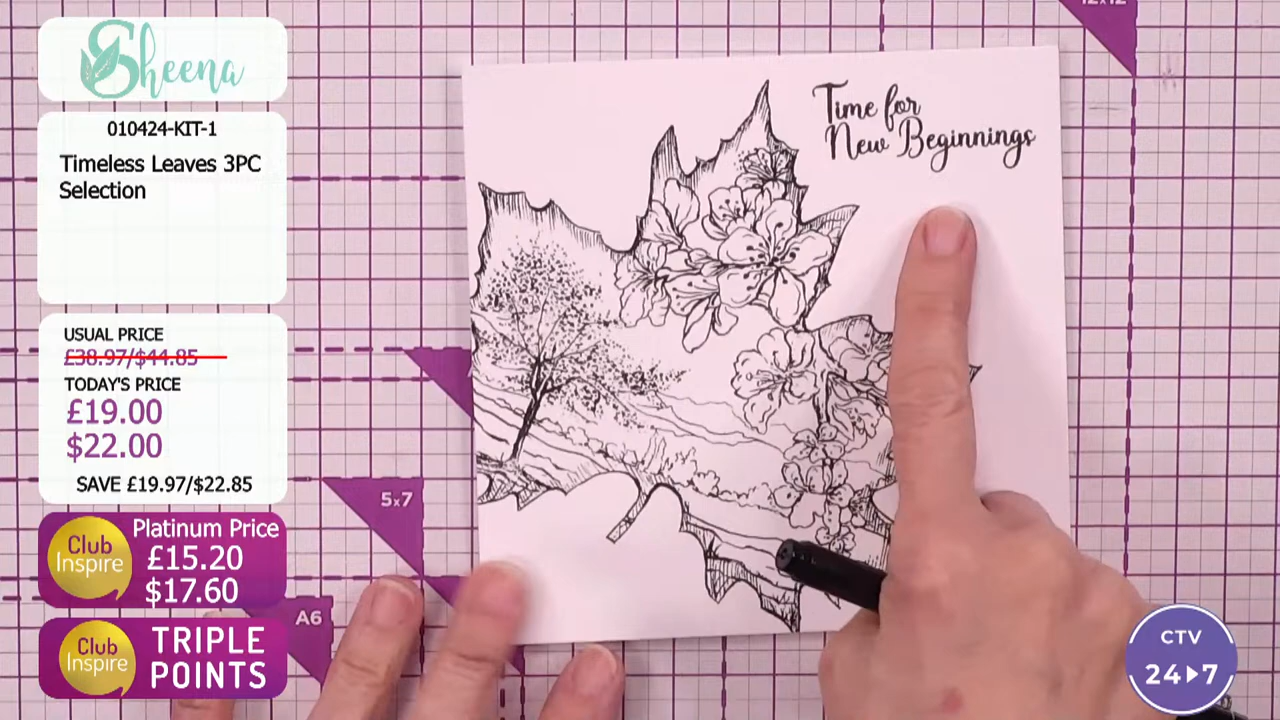 Sheena
010424-KIT-1
Timeless Leaves 3PC
Selection
USUAL PRICE
£38.97/$44.85
TODAY'S PRICE
£19.00
$22.00
SAVE £19.97/$22.85
Club
Inspire
Platinum Price
£15.20
$17.60
Club
Inspire
TRIPLE
POINTS
12x12
Time for
New Beginnings
5x7
A6
CTV
24▶7